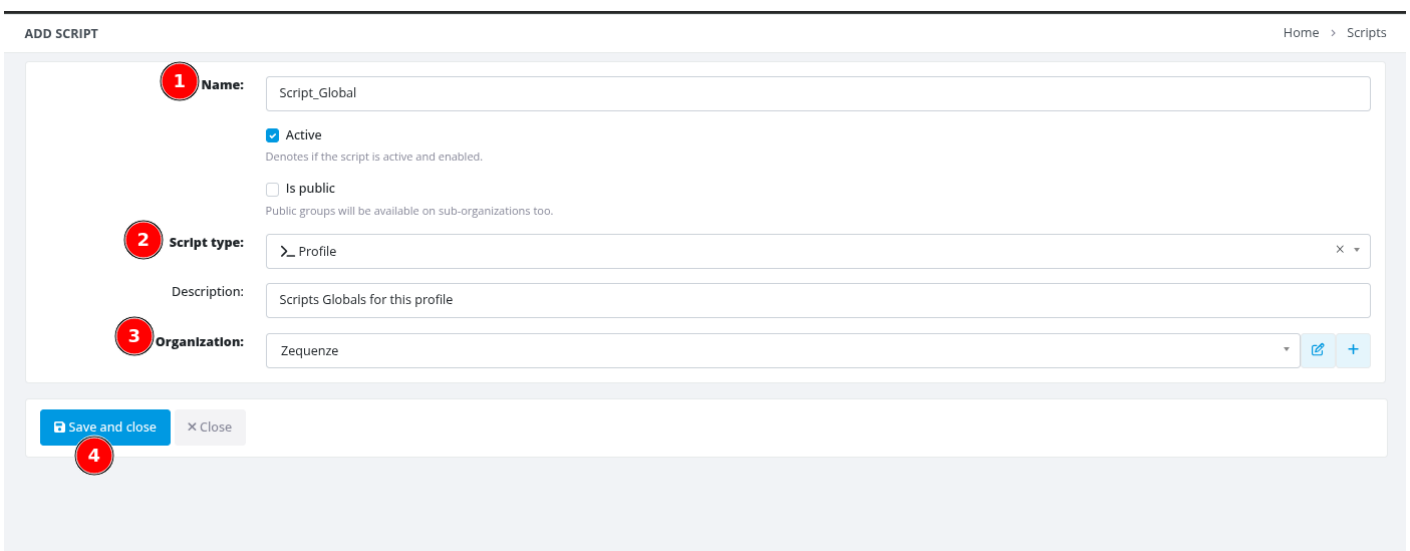 ADD SCRIPT
Home > Scripts
1 Name:
Script_Global
Active
Denotes if the script is active and enabled.
Is public
Public groups will be available on sub-organizations too.
2 Script type:
>_ Profile × 
Description:
Scripts Globals for this profile
3 Organization:
Zequenze
+
Save and close
× Close
4